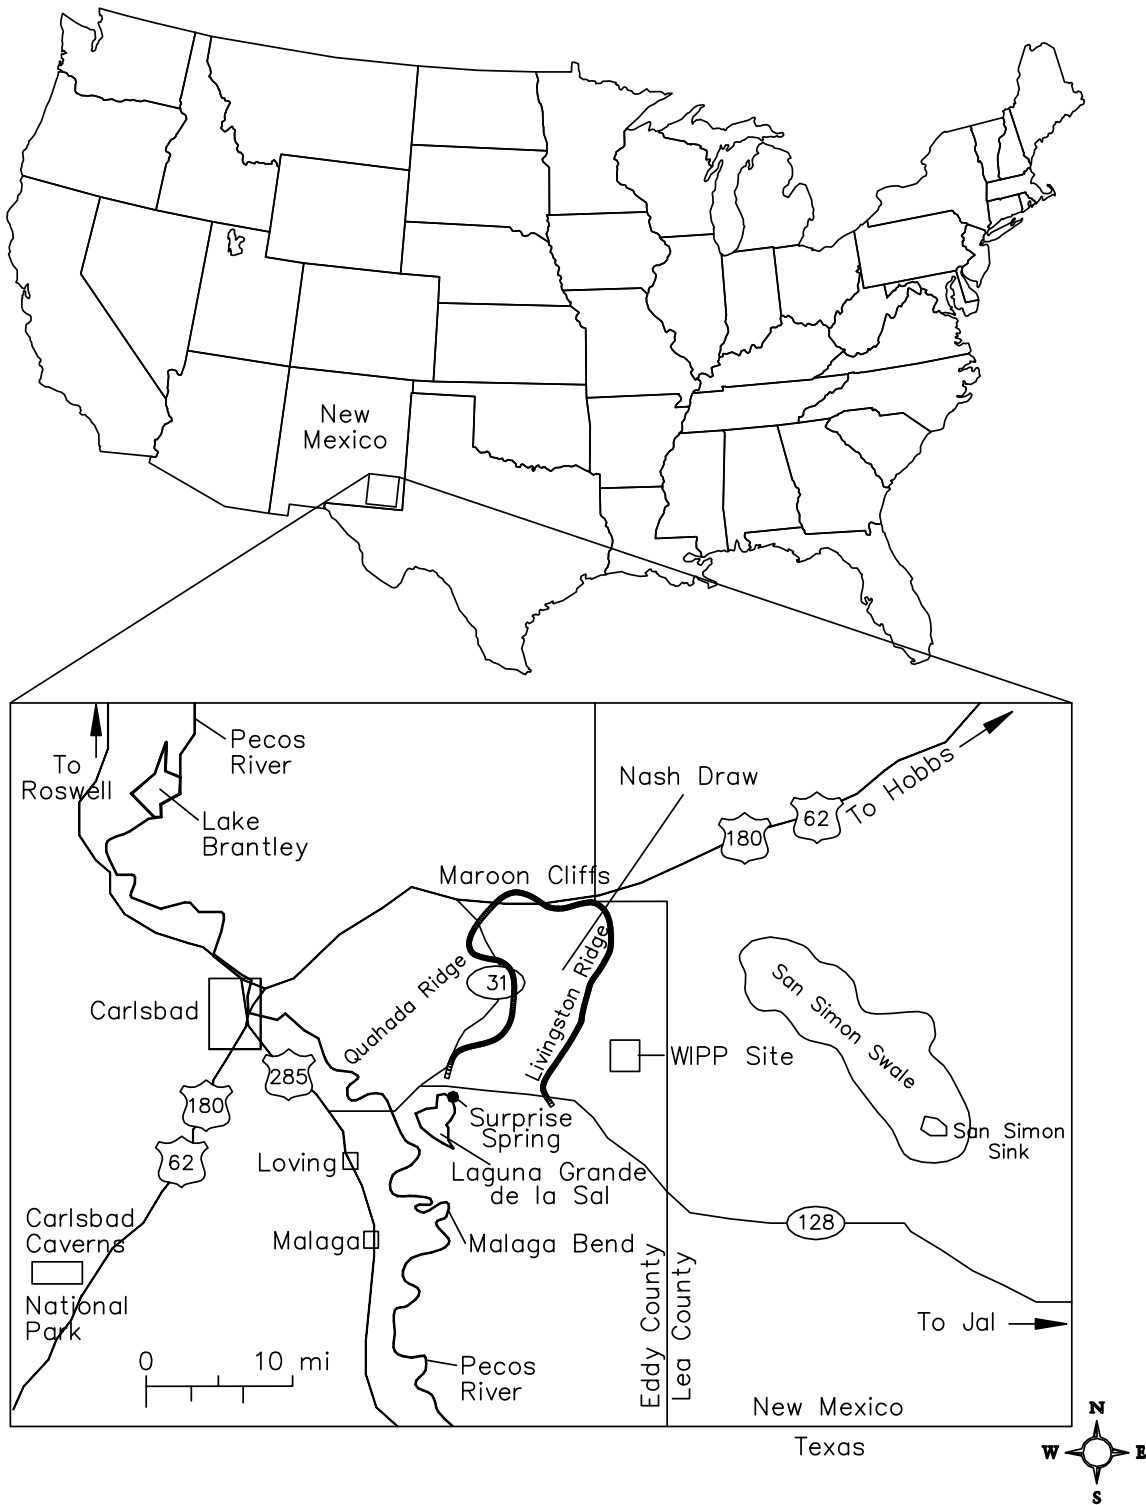 New
Mexico
Pecos
River
To
Roswell
Nash Draw
Lake
Brantley
To Hobbs
62
180
Maroon Cliffs
Quahada Ridge
31
Livingston Ridge
San Simon Swale
Carlsbad
WIPP Site
285
180
Surprise
Spring
San Simon
Sink
62
Loving
Laguna Grande
de la Sal
Carlsbad
Caverns
128
Malaga
Malaga Bend
Eddy County
Lea County
National
Park
To Jal
0
10 mi
Pecos
River
New Mexico
Texas
N
W
E
S